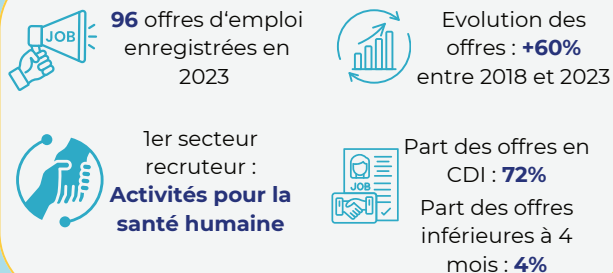 JOB
96 offres d‘emploi
enregistrées en
2023
Evolution des
offres : +60%
entre 2018 et 2023
1er secteur
recruteur :
Activités pour la
santé humaine
JOB
Part des offres en
CDI : 72%
Part des offres
inférieures à 4
mois : 4%